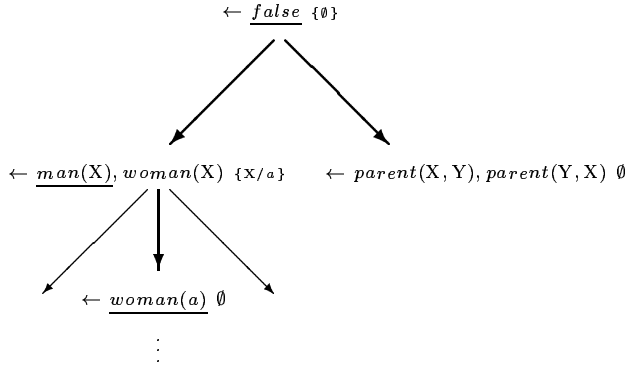 ← false {∅}
← man(X), woman(X) {X/a}
← parent(X, Y), parent(Y, X) ∅
← woman(a) ∅
⋮